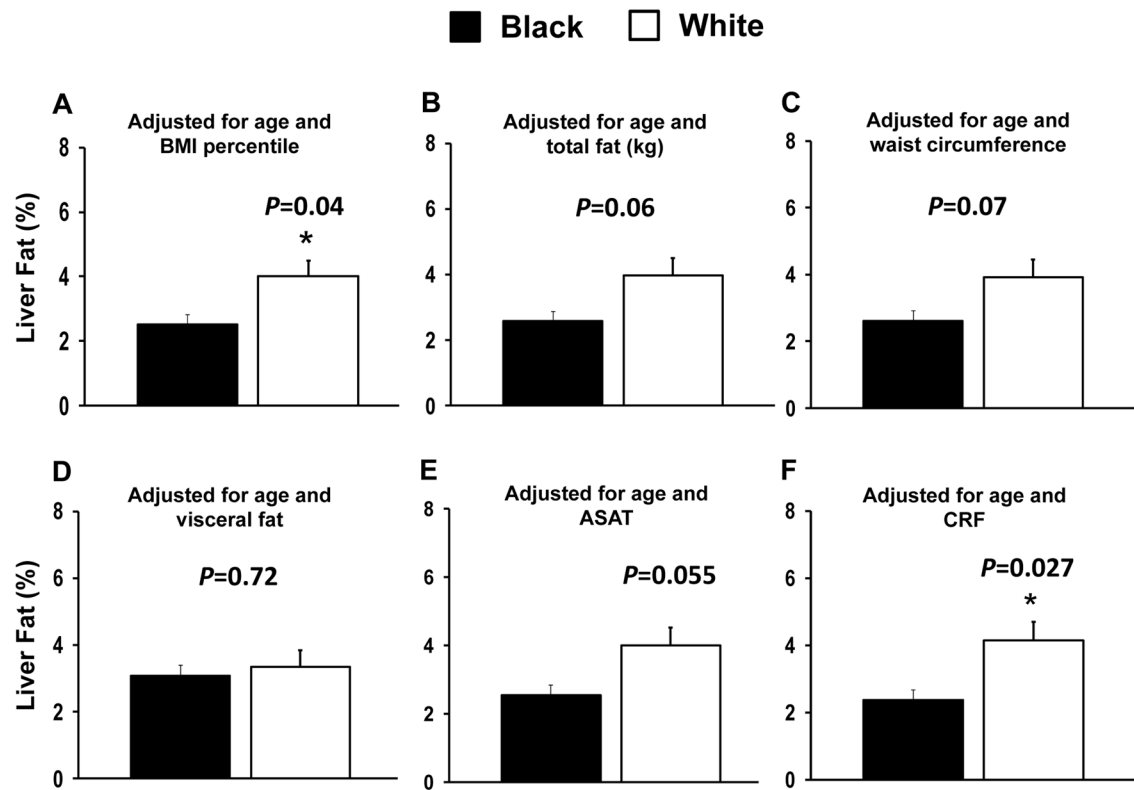 Black White
A
Adjusted for age and
BMI percentile
P=0.04
*
8
6
4
2
0
Liver Fat (%)
B
Adjusted for age and
total fat (kg)
P=0.06
8
6
4
2
0
C
Adjusted for age and
waist circumference
P=0.07
8
6
4
2
0
D
Adjusted for age and
visceral fat
P=0.72
8
6
4
2
0
Liver Fat (%)
E
Adjusted for age and
ASAT
P=0.055
8
6
4
2
0
F
Adjusted for age and
CRF
P=0.027
*
8
6
4
2
0